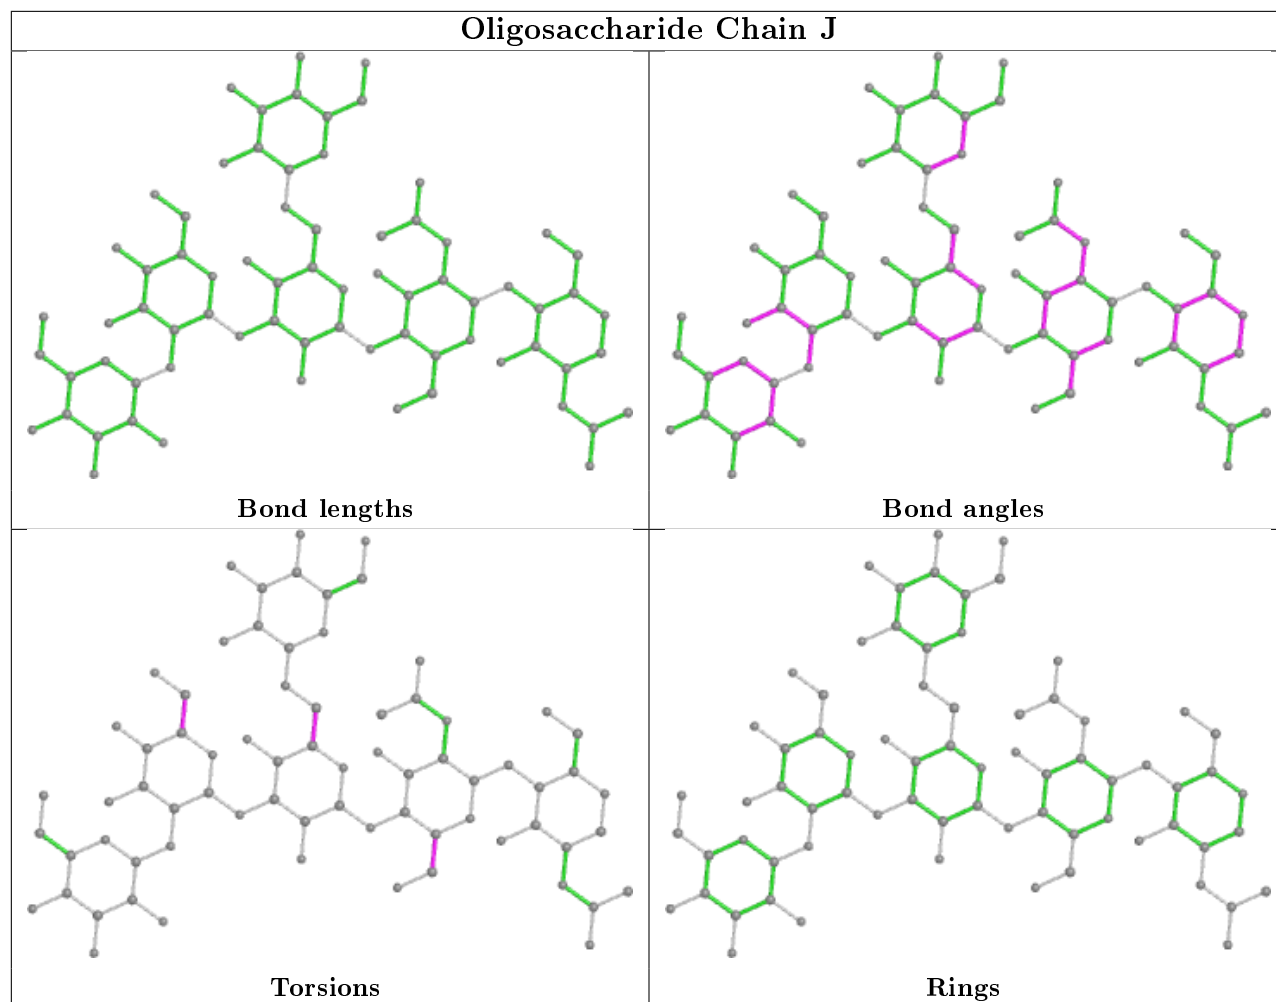 Oligosaccharide Chain J
Bond lengths
Bond angles
Torsions
Rings